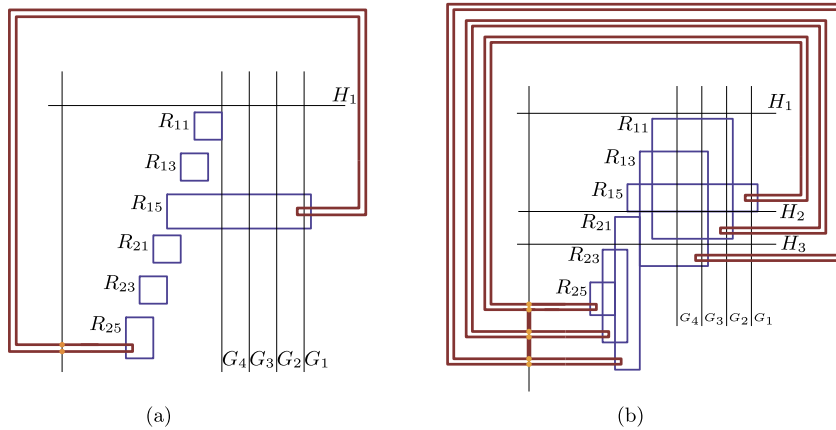 H₁
R₁₁
R₁₃
R₁₅
R₂₁
R₂₃
R₂₅
G₄ G₃ G₂ G₁
(a)
H₁
R₁₁
R₁₃
R₁₅
H₂
R₂₁
H₃
R₂₃
R₂₅
G₄ G₃ G₂ G₁
(b)